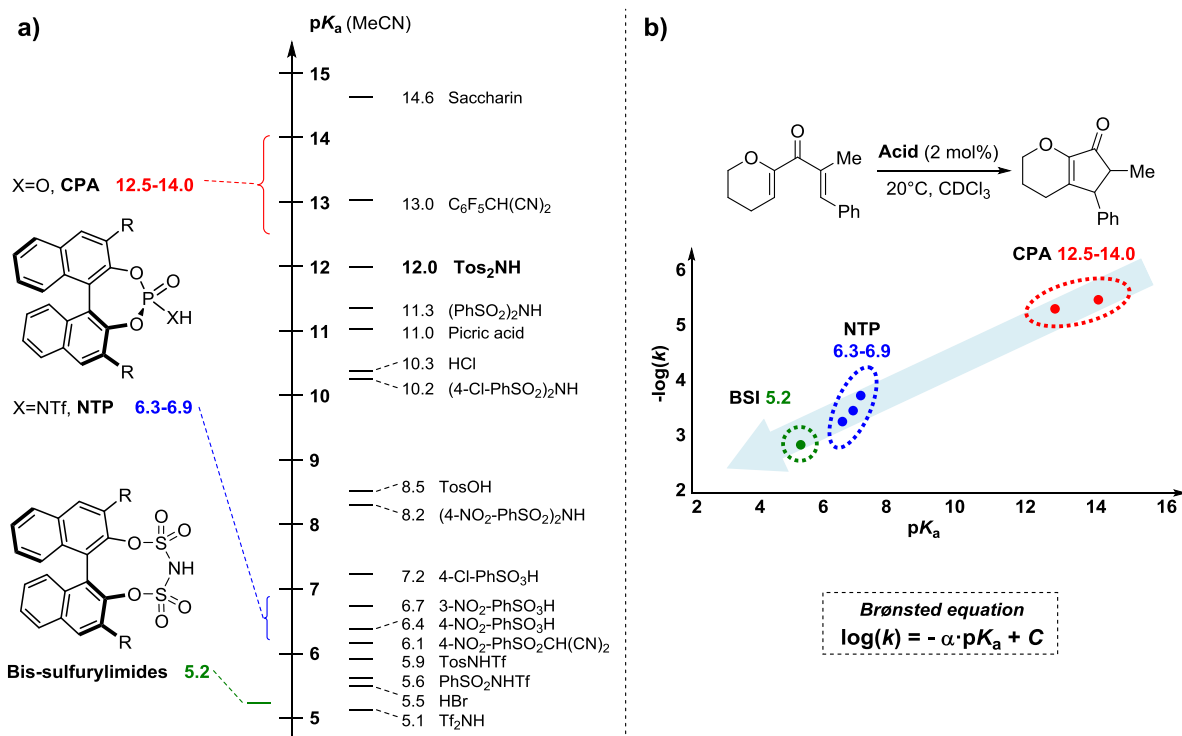 a)
pKa (MeCN)
15
14.6 Saccharin
14
X=O, CPA 12.5-14.0
13
13.0 C6F5CH(CN)2
R
O
O
P
O
XH
R
12
12.0 Tos2NH
11.3 (PhSO2)2NH
11
11.0 Picric acid
10.3 HCl
10.2 (4-Cl-PhSO2)2NH
10
X=NTf, NTP 6.3-6.9
9
8.5 TosOH
8.2 (4-NO2-PhSO2)2NH
8
R
O
O
O
S
NH
O
S
O
O
R
7.2 4-Cl-PhSO3H
7
6.7 3-NO2-PhSO3H
6.4 4-NO2-PhSO3H
6.1 4-NO2-PhSO2CH(CN)2
6
5.9 TosNHTf
5.6 PhSO2NHTf
5.5 HBr
5.1 Tf2NH
5
Bis-sulfurylimides 5.2
b)
O
O
Me
Ph
Acid (2 mol%)
20°C, CDCl3
O
O
Me
Ph
CPA 12.5-14.0
NTP
6.3-6.9
BSI 5.2
-log(k)
6
5
4
3
2
2 4 6 8 10 12 14 16
pKa
Brønsted equation
log(k) = - α·pKa + C